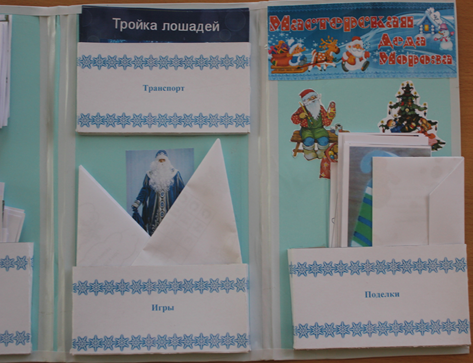 Тройка лошадей
Транспорт
Игры
Мастерская
Деда
Мороза
Поделки